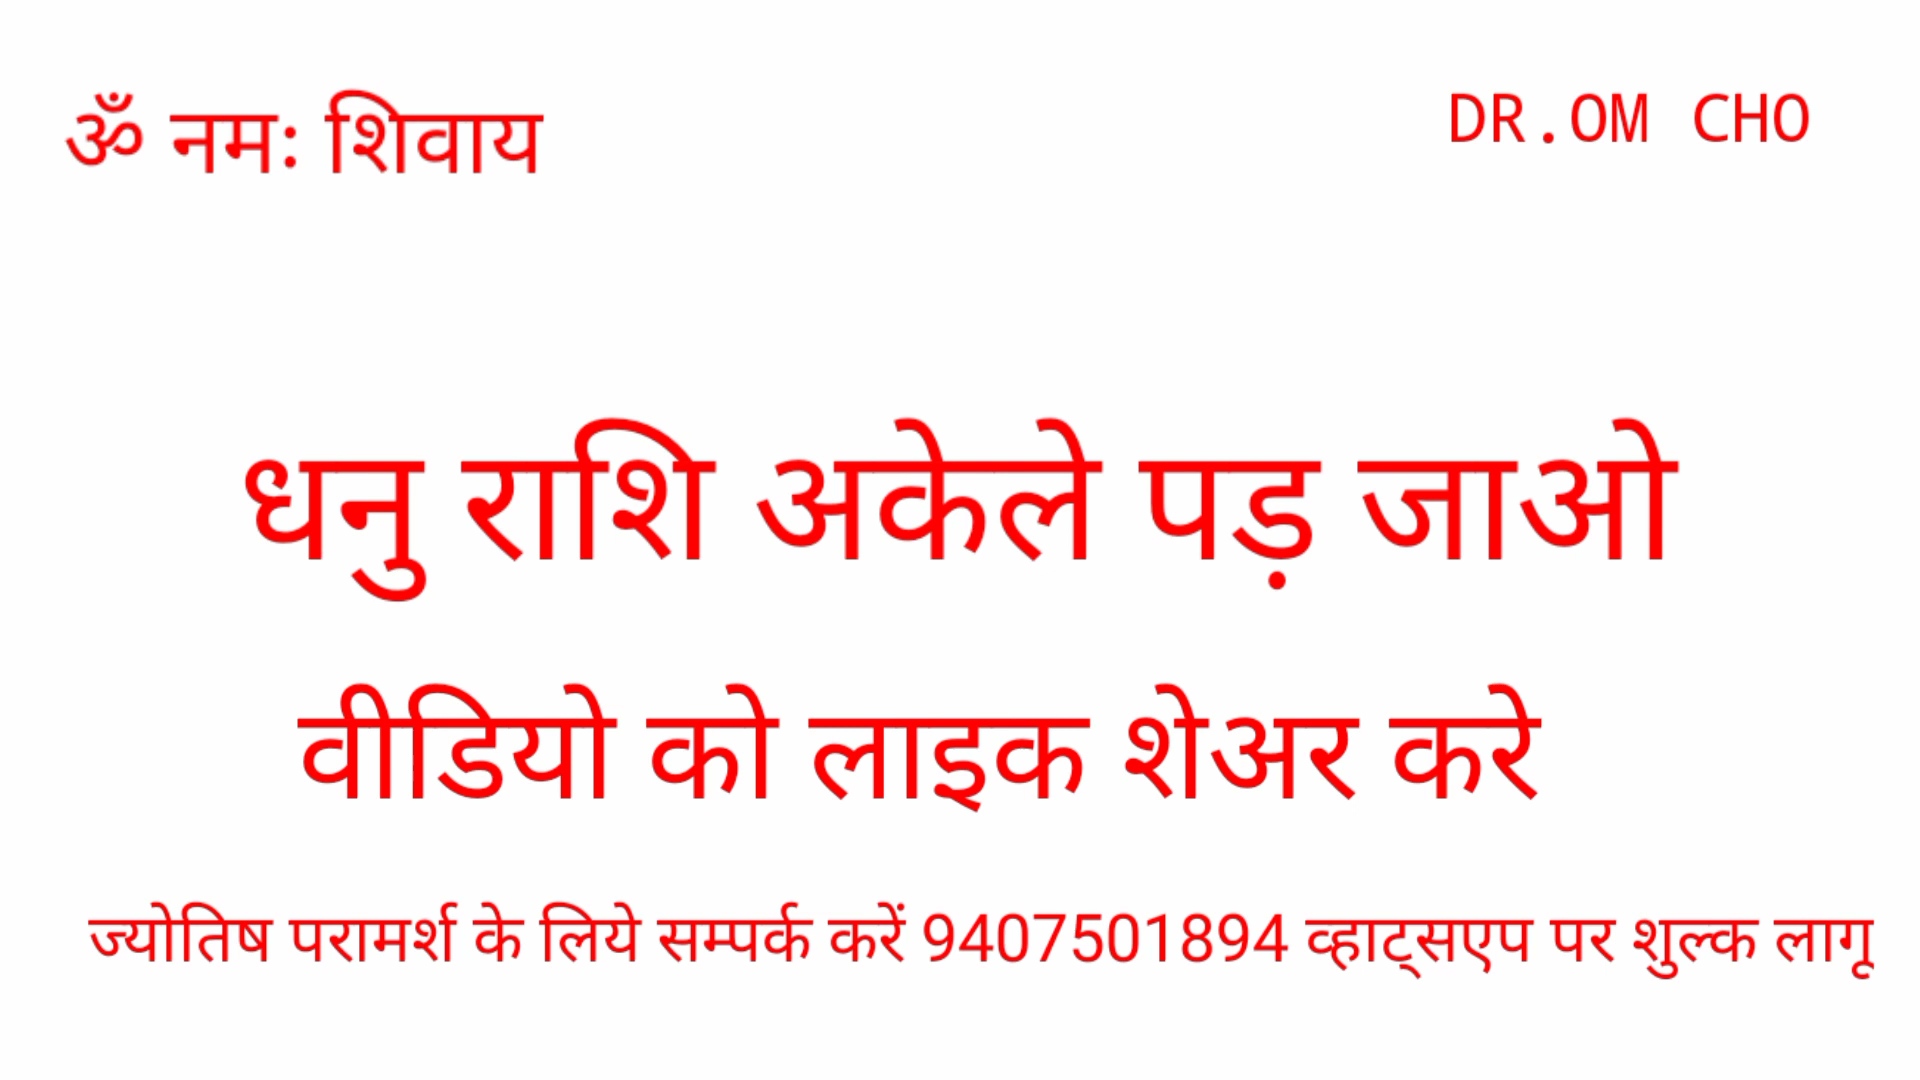 ॐ नमः शिवाय
DR.OM CHO
धनु राशि अकेले पड़ जाओ
वीडियो को लाइक शेअर करे
ज्योतिष परामर्श के लिये सम्पर्क करें 9407501894 व्हाट्सएप पर शुल्क लागू